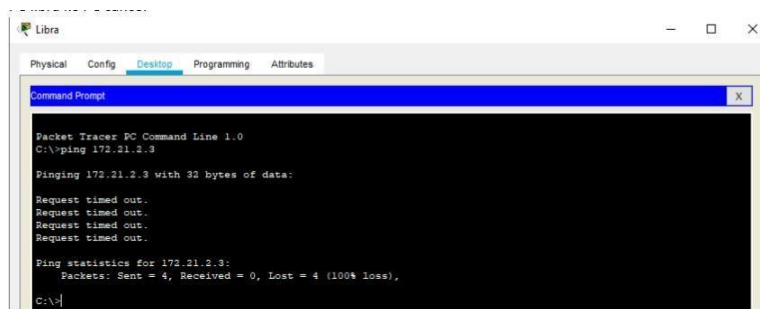 Libra
Physical Config Desktop Programming Attributes
Command Prompt
X
Packet Tracer PC Command Line 1.0
C:\>ping 172.21.2.3
Pinging 172.21.2.3 with 32 bytes of data:
Request timed out.
Request timed out.
Request timed out.
Request timed out.
Ping statistics for 172.21.2.3:
Packets: Sent = 4, Received = 0, Lost = 4 (100% loss),
C:\>